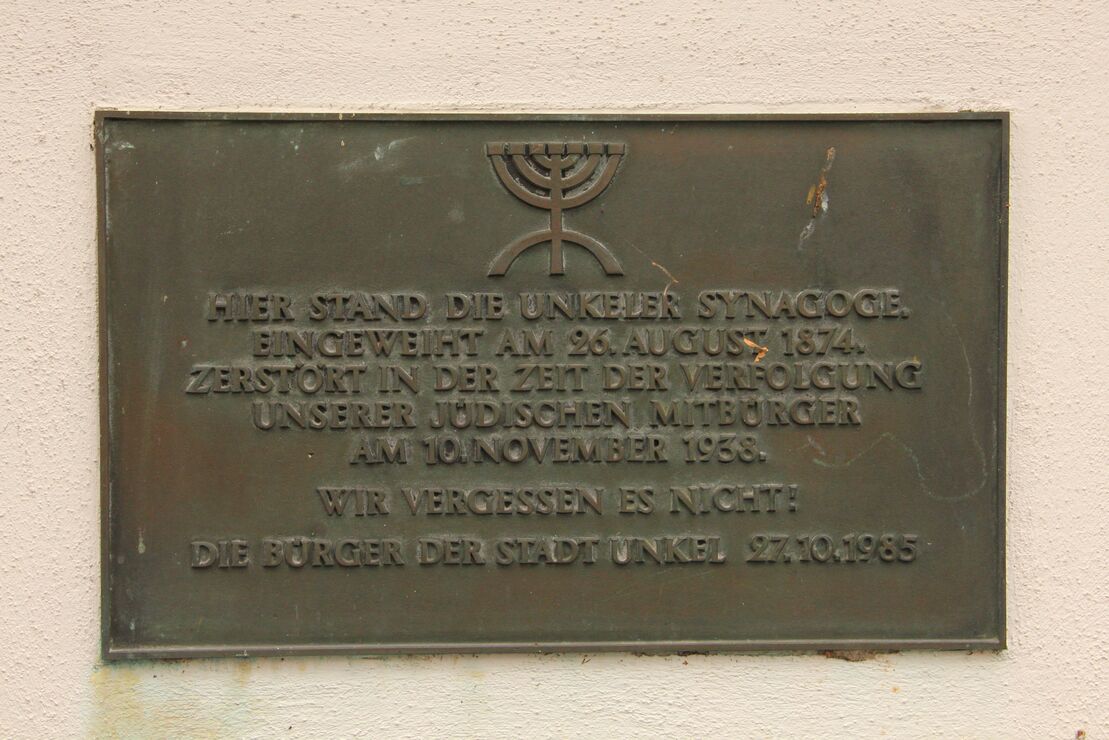 HIER STAND DIE UNKELER SYNAGOGE.
EINGEWEIHT AM 26. AUGUST 1874.
ZERSTÖRT IN DER ZEIT DER VERFOLGUNG
UNSERER JÜDISCHEN MITBÜRGER
AM 10. NOVEMBER 1938.
WIR VERGESSEN ES NICHT!
DIE BÜRGER DER STADT UNKEL 27.10.1985